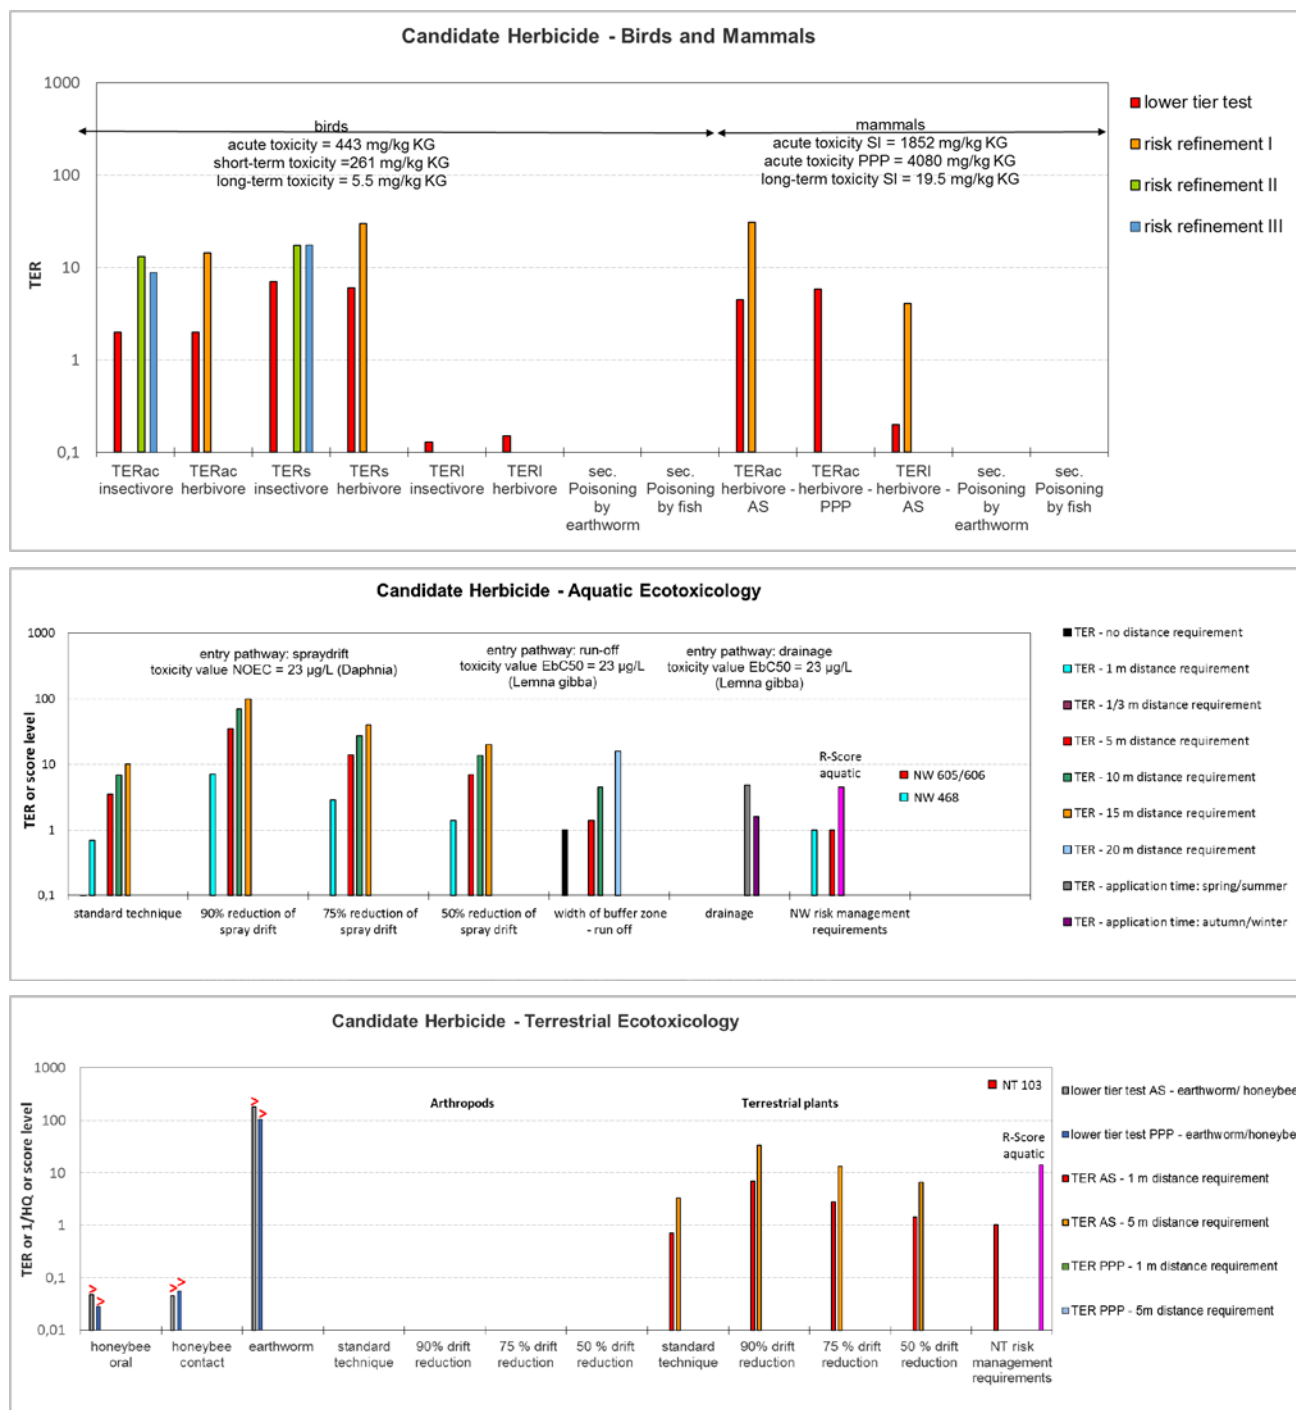 Candidate Herbicide - Birds and Mammals
1000
100
10
1
0,1
TER
birds
acute toxicity = 443 mg/kg KG
short-term toxicity =261 mg/kg KG
long-term toxicity = 5.5 mg/kg KG
mammals
acute toxicity SI = 1852 mg/kg KG
acute toxicity PPP = 4080 mg/kg KG
long-term toxicity SI = 19.5 mg/kg KG
lower tier test
risk refinement I
risk refinement II
risk refinement III
TERac
insectivore
TERac
herbivore
TERs
insectivore
TERs
herbivore
TERl
insectivore
TERl
herbivore
sec.
Poisoning
by
earthworm
sec.
Poisoning
by fish
TERac
herbivore -
AS
TERac
herbivore -
PPP
TERl
herbivore -
AS
sec.
Poisoning
by
earthworm
sec.
Poisoning
by fish
Candidate Herbicide - Aquatic Ecotoxicology
1000
100
10
1
0,1
TER or score level
entry pathway: spraydrift
toxicity value NOEC = 23 µg/L (Daphnia)
entry pathway: run-off
toxicity value EbC50 = 23 µg/L
(Lemna gibba)
entry pathway: drainage
toxicity value EbC50 = 23 µg/L
(Lemna gibba)
R-Score
aquatic
NW 605/606
NW 468
standard technique
90% reduction of
spray drift
75% reduction of
spray drift
50% reduction of
spray drift
width of buffer zone
- run off
drainage
NW risk management
requirements
TER - no distance requirement
TER - 1 m distance requirement
TER - 1/3 m distance requirement
TER - 5 m distance requirement
TER - 10 m distance requirement
TER - 15 m distance requirement
TER - 20 m distance requirement
TER - application time: spring/summer
TER - application time: autumn/winter
Candidate Herbicide - Terrestrial Ecotoxicology
1000
100
10
1
0,1
0,01
TER or 1/HQ or score level
>
>
>
>
>
>
Arthropods
Terrestrial plants
NT 103
R-Score
aquatic
honeybee
oral
honeybee
contact
earthworm
standard
technique
90% drift
reduction
75 % drift
reduction
50 % drift
reduction
standard
technique
90% drift
reduction
75 % drift
reduction
50 % drift
reduction
NT risk
management
requirements
lower tier test AS - earthworm/ honeybee
lower tier test PPP - earthworm/honeybe
TER AS - 1 m distance requirement
TER AS - 5 m distance requirement
TER PPP - 1 m distance requirement
TER PPP - 5m distance requirement